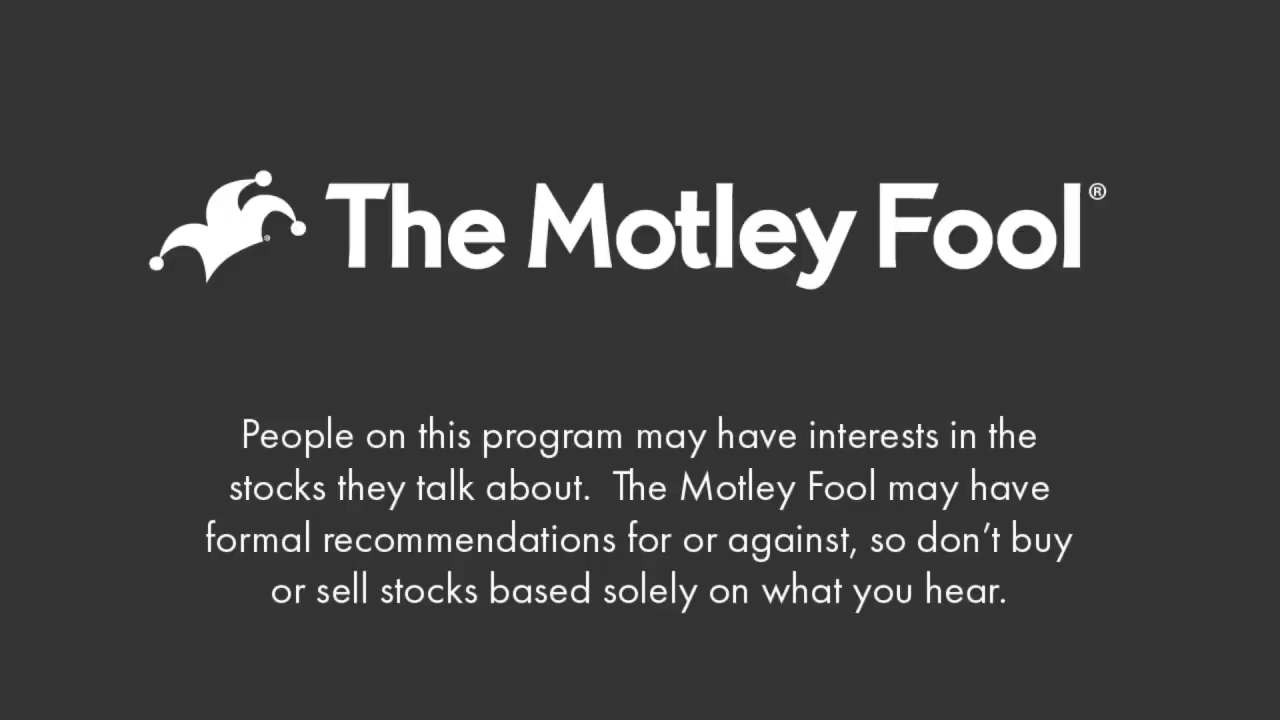 The Motley Fool®
People on this program may have interests in the
stocks they talk about.  The Motley Fool may have
formal recommendations for or against, so don’t buy
or sell stocks based solely on what you hear.